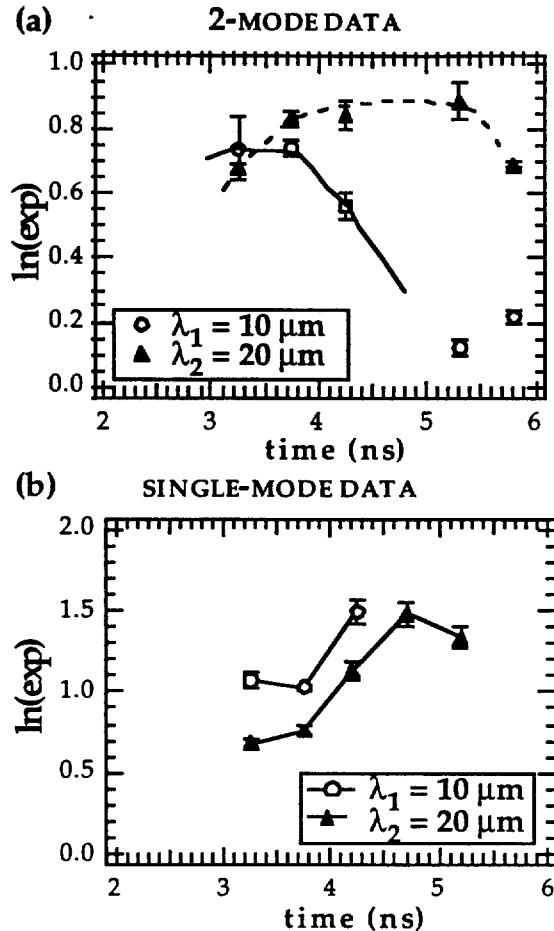 (a) 2-MODE DATA
1.0
0.8
0.6
0.4
0.2
0.0
ln(exp)
λ1 = 10 μm
λ2 = 20 μm
2 3 4 5 6
time (ns)
(b) SINGLE-MODE DATA
2.0
1.5
1.0
0.5
0.0
ln(exp)
λ1 = 10 μm
λ2 = 20 μm
2 3 4 5 6
time (ns)